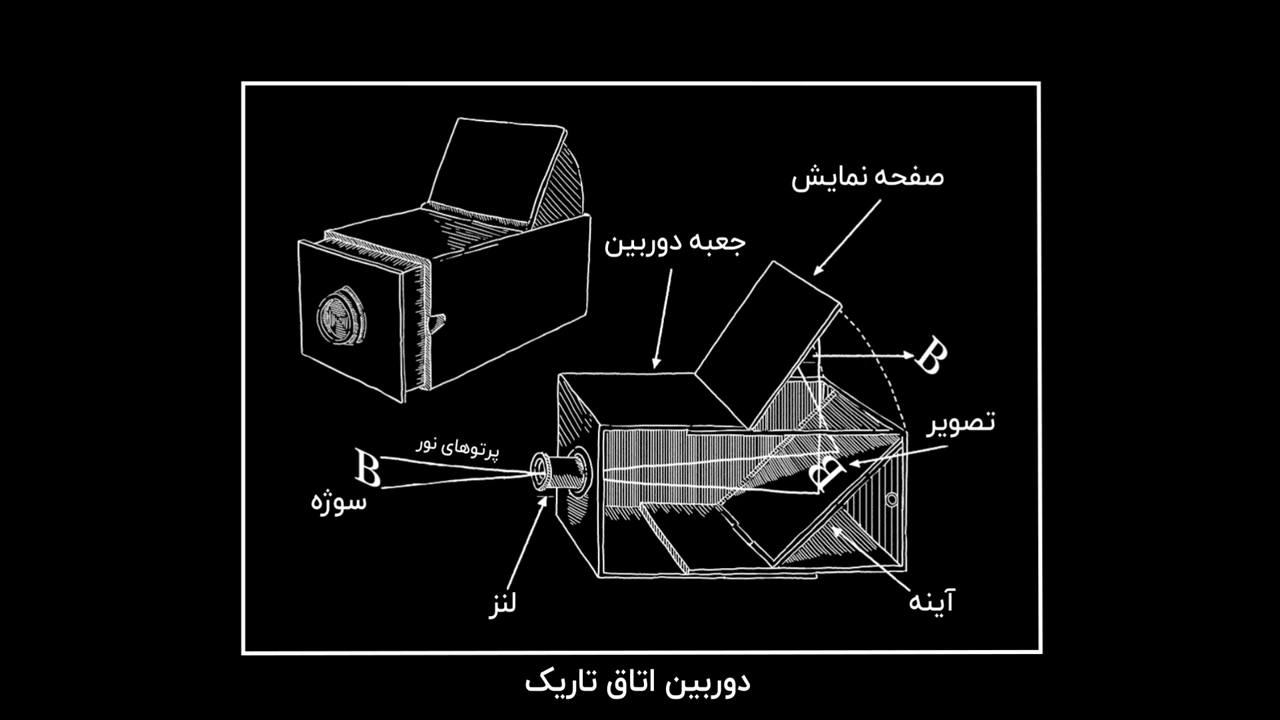 صفحه نمایش
جعبه دوربین
B
تصویر
پرتوهای نور
B
B
سوژه
لنز
آینه
دوربین اتاق تاریک